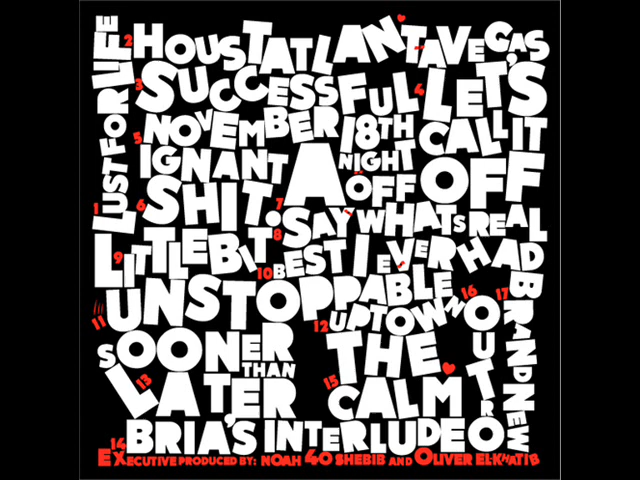 1 LUST FOR LIFE
2 HOUSTATLANTAVEGAS
3 SUCCESSFUL
4 LET'S CALL IT OFF
5 NOVEMBER 18TH
6 IGNANT SHIT.
7 A NIGHT OFF
8 SAY WHATS REAL
9 LITTLE BIT
10 BEST I EVER HAD
11 UNSTOPPABLE
12 UPTOWN
13 SOONER THAN LATER
14 BRIA'S INTERLUDE
15 THE CALM
16 OUTRO
17 BRAND NEW
EXECUTIVE PRODUCED BY: NOAH 40 SHEBIB AND OLIVER EL-KHATIB